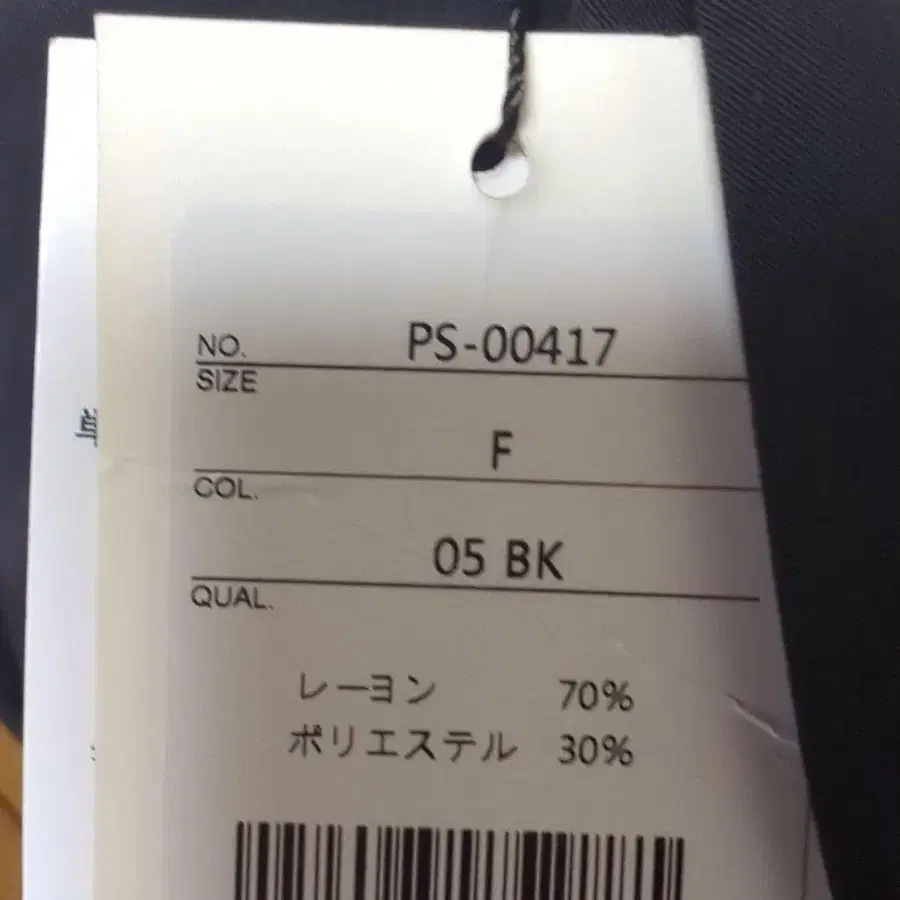 NO. PS-00417
SIZE
F
COL.
05 BK
QUAL.
レーヨン 70%
ポリエステル 30%